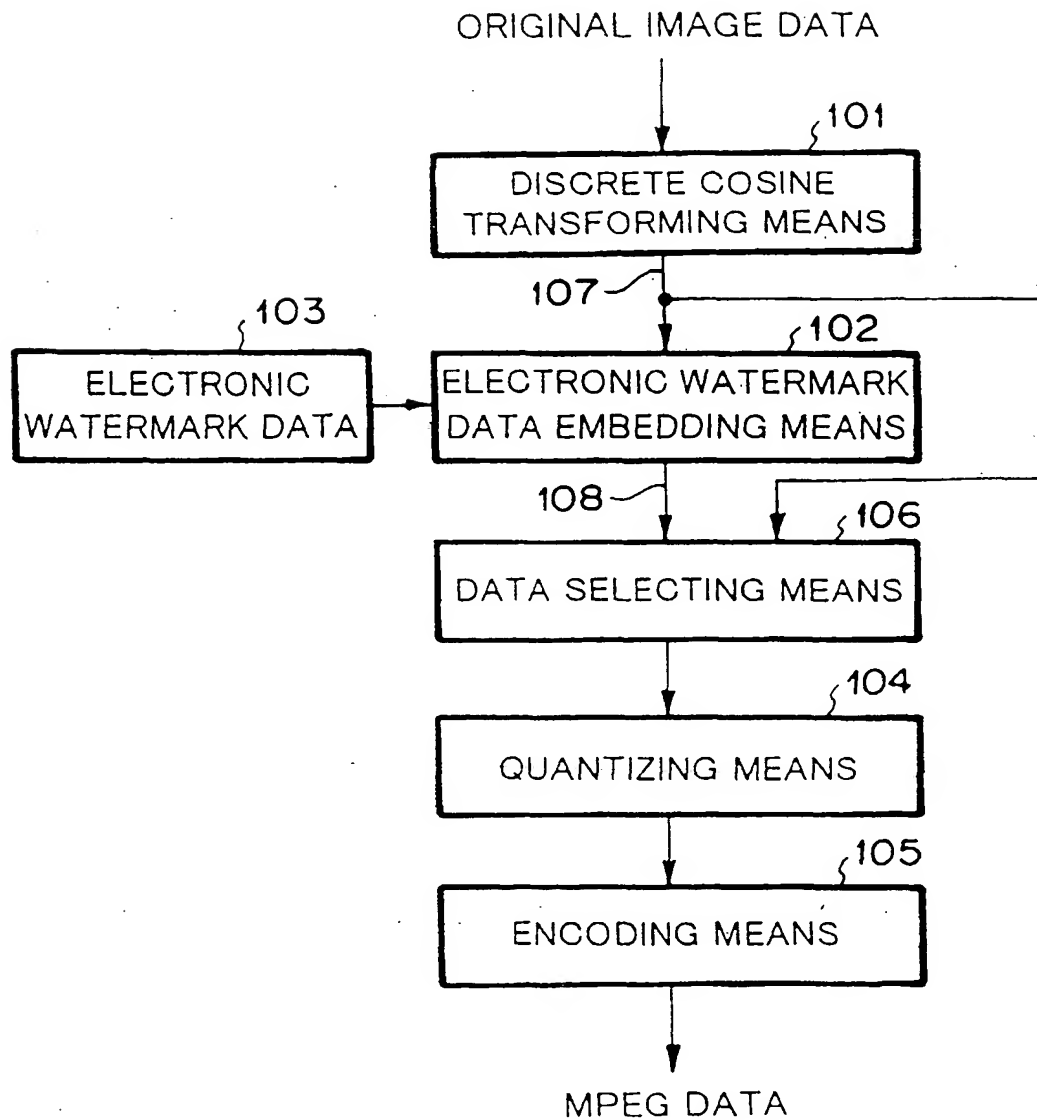 ORIGINAL IMAGE DATA
101
DISCRETE COSINE
TRANSFORMING MEANS
107
103
102
ELECTRONIC
WATERMARK DATA
ELECTRONIC WATERMARK
DATA EMBEDDING MEANS
108
106
DATA SELECTING MEANS
104
QUANTIZING MEANS
105
ENCODING MEANS
MPEG DATA